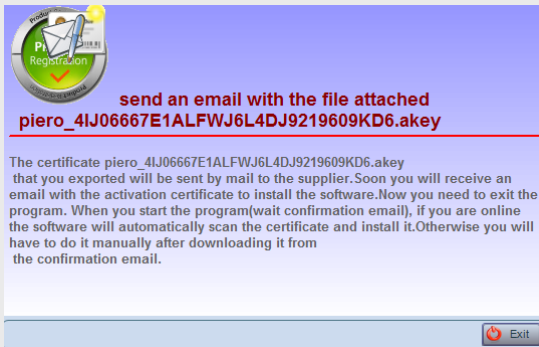 Registration
send an email with the file attached
piero_4IJ06667E1ALFWJ6L4DJ9219609KD6.akey
The certificate piero_4IJ06667E1ALFWJ6L4DJ9219609KD6.akey
that you exported will be sent by mail to the supplier.Soon you will receive an
email with the activation certificate to install the software.Now you need to exit the
program. When you start the program(wait confirmation email), if you are online
the software will automatically scan the certificate and install it.Otherwise you will
have to do it manually after downloading it from
the confirmation email.
Exit